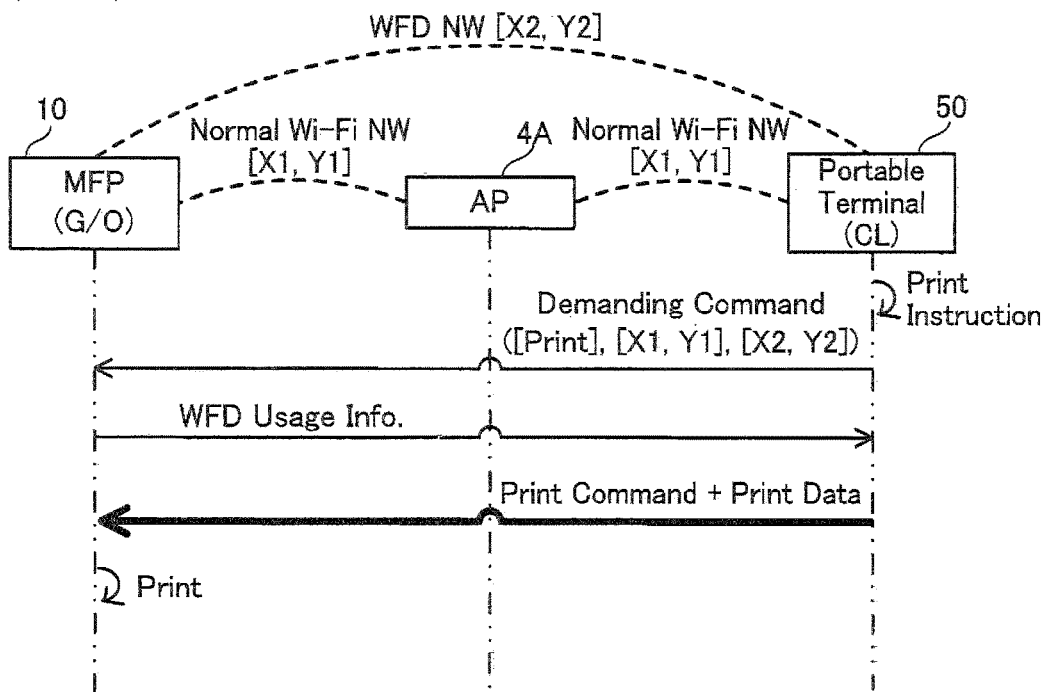 WFD NW [X2, Y2]
10
50
Normal Wi-Fi NW
[X1, Y1]
4A
Normal Wi-Fi NW
[X1, Y1]
MFP
(G/O)
AP
Portable
Terminal
(CL)
Print
Instruction
Demanding Command
([Print], [X1, Y1], [X2, Y2])
WFD Usage Info.
Print Command + Print Data
Print